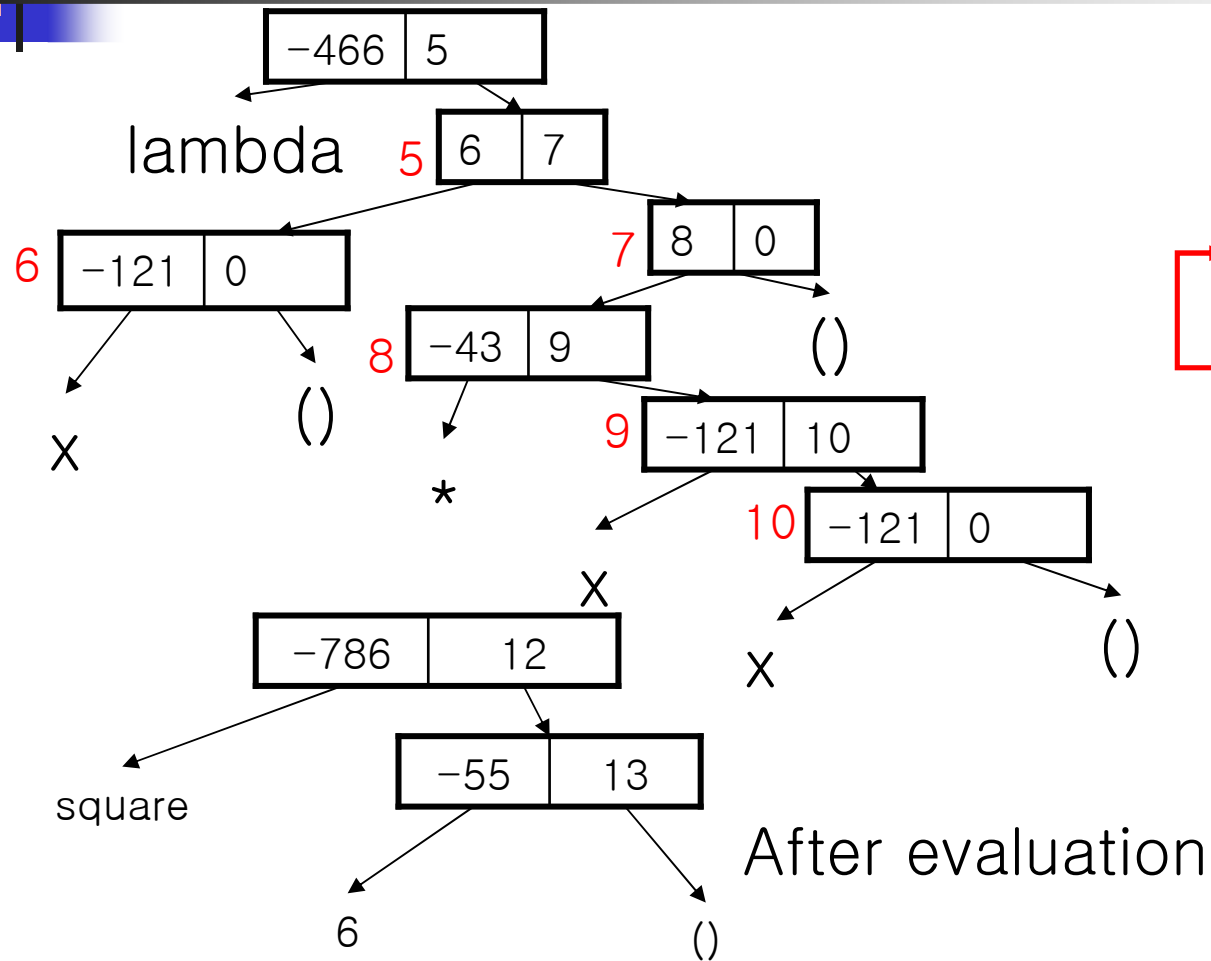 -466 5
lambda
5 6 7
6 -121 0
7 8 0
8 -43 9
()
x
()
9 -121 10
*
10 -121 0
x
x
()
-786 12
-55 13
square
After evaluation
6
()